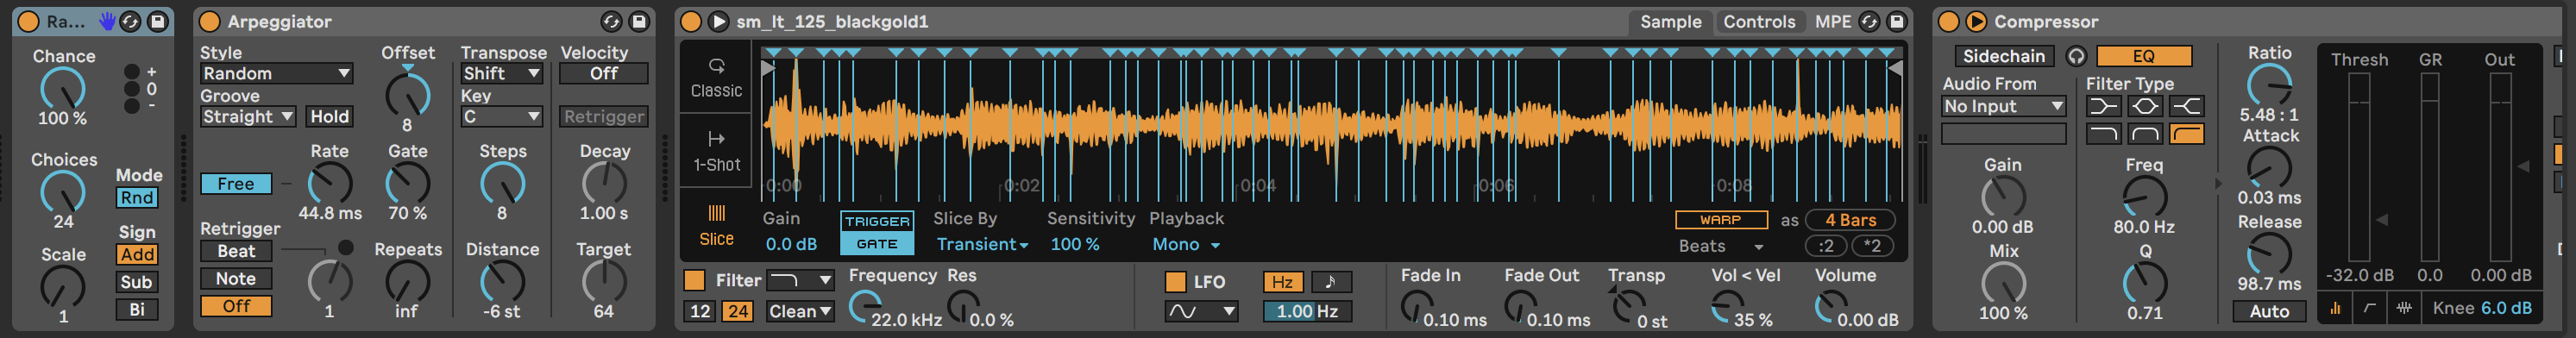 Ra...
Chance
100 %
+
0
-
Choices
24
Mode
Rnd
Scale
1
Sign
Add
Sub
Bi
Arpeggiator
Style
Random
Groove
Straight
Hold
Offset
8
Free
Rate
44.8 ms
Gate
70 %
Retrigger
Beat
Note
Off
1
Repeats
inf
Transpose
Shift
Key
C
Steps
8
Distance
-6 st
Velocity
Off
Retrigger
Decay
1.00 s
Target
64
sm_lt_125_blackgold1
Sample
Controls
MPE
Classic
1-Shot
Slice
0:00
0:02
0:04
0:06
0:08
Gain
0.0 dB
TRIGGER
GATE
Slice By
Transient
Sensitivity
100 %
Playback
Mono
WARP
as
4 Bars
Beats
:2
*2
Filter
12
24
Clean
Frequency
22.0 kHz
Res
0.0 %
LFO
Hz
1.00 Hz
Fade In
0.10 ms
Fade Out
0.10 ms
Transp
0 st
Vol < Vel
35 %
Volume
0.00 dB
Compressor
Sidechain
EQ
Audio From
No Input
Filter Type
Gain
0.00 dB
Mix
100 %
Freq
80.0 Hz
Q
0.71
Ratio
5.48 : 1
Attack
0.03 ms
Release
98.7 ms
Auto
Thresh
GR
Out
-32.0 dB
0.0
0.00 dB
Knee 6.0 dB